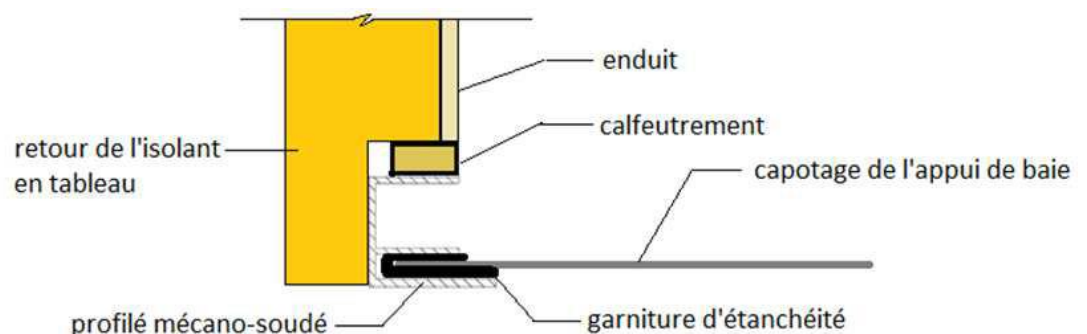 enduit
calfeutrement
retour de l'isolant
en tableau
capotage de l'appui de baie
profilé mécano-soudé
garniture d'étanchéité